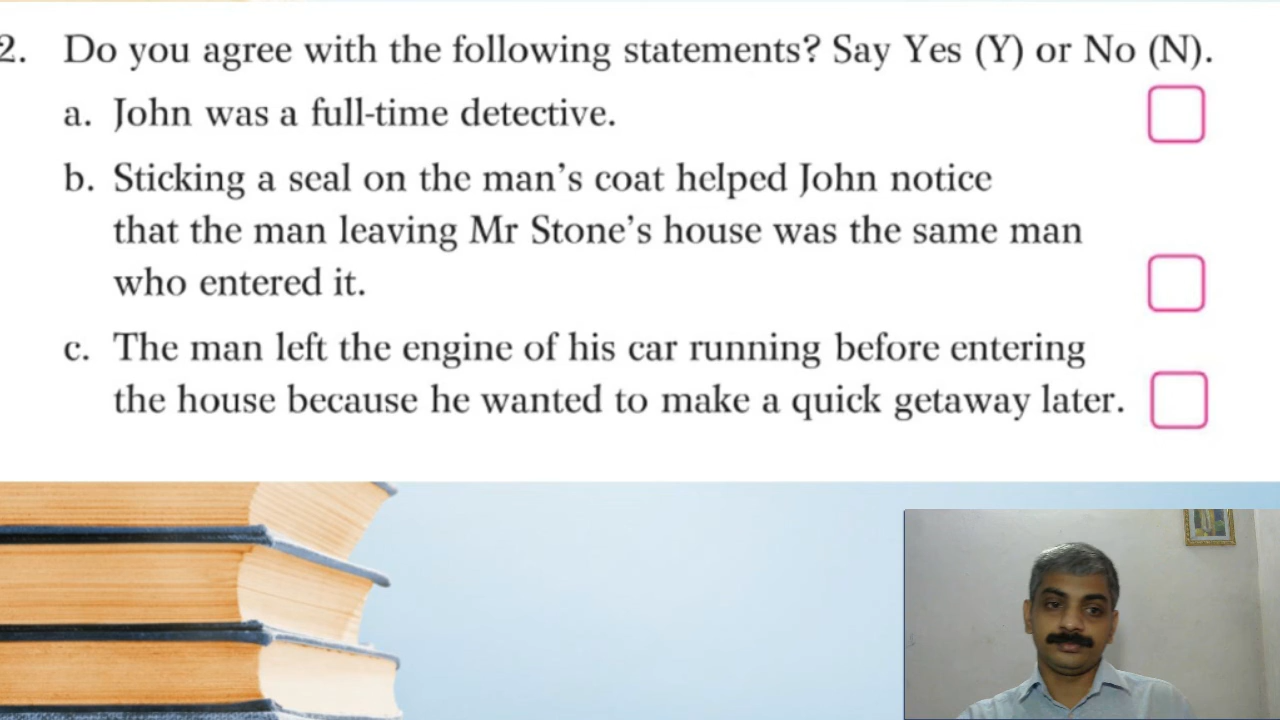 2. Do you agree with the following statements? Say Yes (Y) or No (N).
a. John was a full-time detective.
b. Sticking a seal on the man’s coat helped John notice
that the man leaving Mr Stone’s house was the same man
who entered it.
c. The man left the engine of his car running before entering
the house because he wanted to make a quick getaway later.